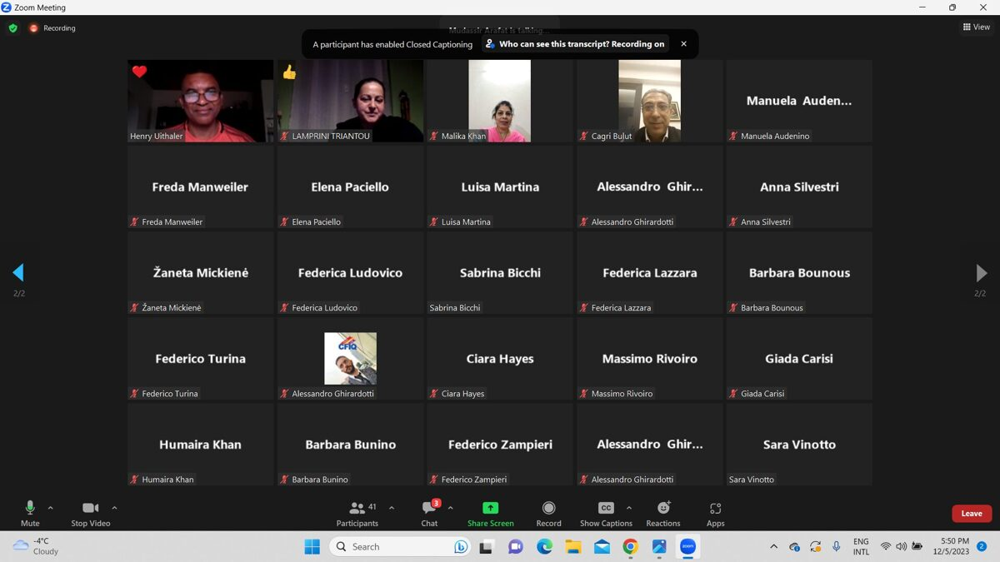 Zoom Meeting
Recording
Mudassir Arafat is talking...
View
A participant has enabled Closed Captioning Who can see this transcript? Recording on
Henry Uithaler
LAMPRINI TRIANTOU
Malika Khan
Cagri Bulut
Manuela Auden...
Manuela Audenino
Freda Manweiler
Elena Paciello
Luisa Martina
Alessandro Ghir...
Anna Silvestri
Freda Manweiler
Elena Paciello
Luisa Martina
Alessandro Ghirardotti
Anna Silvestri
Žaneta Mickienė
Federica Ludovico
Sabrina Bicchi
Federica Lazzara
Barbara Bounous
2/2
2/2
Žaneta Mickienė
Federica Ludovico
Sabrina Bicchi
Federica Lazzara
Barbara Bounous
Federico Turina
CFIQ
Ciara Hayes
Massimo Rivoiro
Giada Carisi
Federico Turina
Alessandro Ghirardotti
Ciara Hayes
Massimo Rivoiro
Giada Carisi
Humaira Khan
Barbara Bunino
Federico Zampieri
Alessandro Ghir...
Sara Vinotto
Humaira Khan
Barbara Bunino
Federico Zampieri
Alessandro Ghirardotti
Sara Vinotto
41
3
CC
Mute
Stop Video
Participants
Chat
Share Screen
Record
Show Captions
Reactions
Apps
Leave
-4°C
Cloudy
Search
zoom
ENG
INTL
5:50 PM
12/5/2023
2